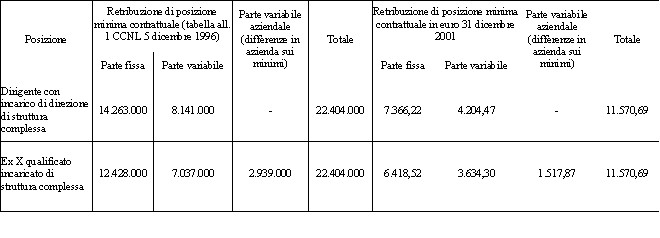 Posizione
Retribuzione di posizione
minima contrattuale (tabella all.
1 CCNL 5 dicembre 1996)
Parte fissa
Parte variabile
Parte variabile
aziendale
(differenze in
azienda sui
minimi)
Totale
Retribuzione di posizione minima
contrattuale in euro 31 dicembre
2001
Parte fissa
Parte variabile
Parte variabile
aziendale
(differenze in
azienda sui
minimi)
Totale
Dirigente con
incarico di direzione
di struttura
complessa
14.263.000
8.141.000
-
22.404.000
7.366,22
4.204,47
-
11.570,69
Ex X qualificato
incaricato di
struttura complessa
12.428.000
7.037.000
2.939.000
22.404.000
6.418,52
3.634,30
1.517,87
11.570,69